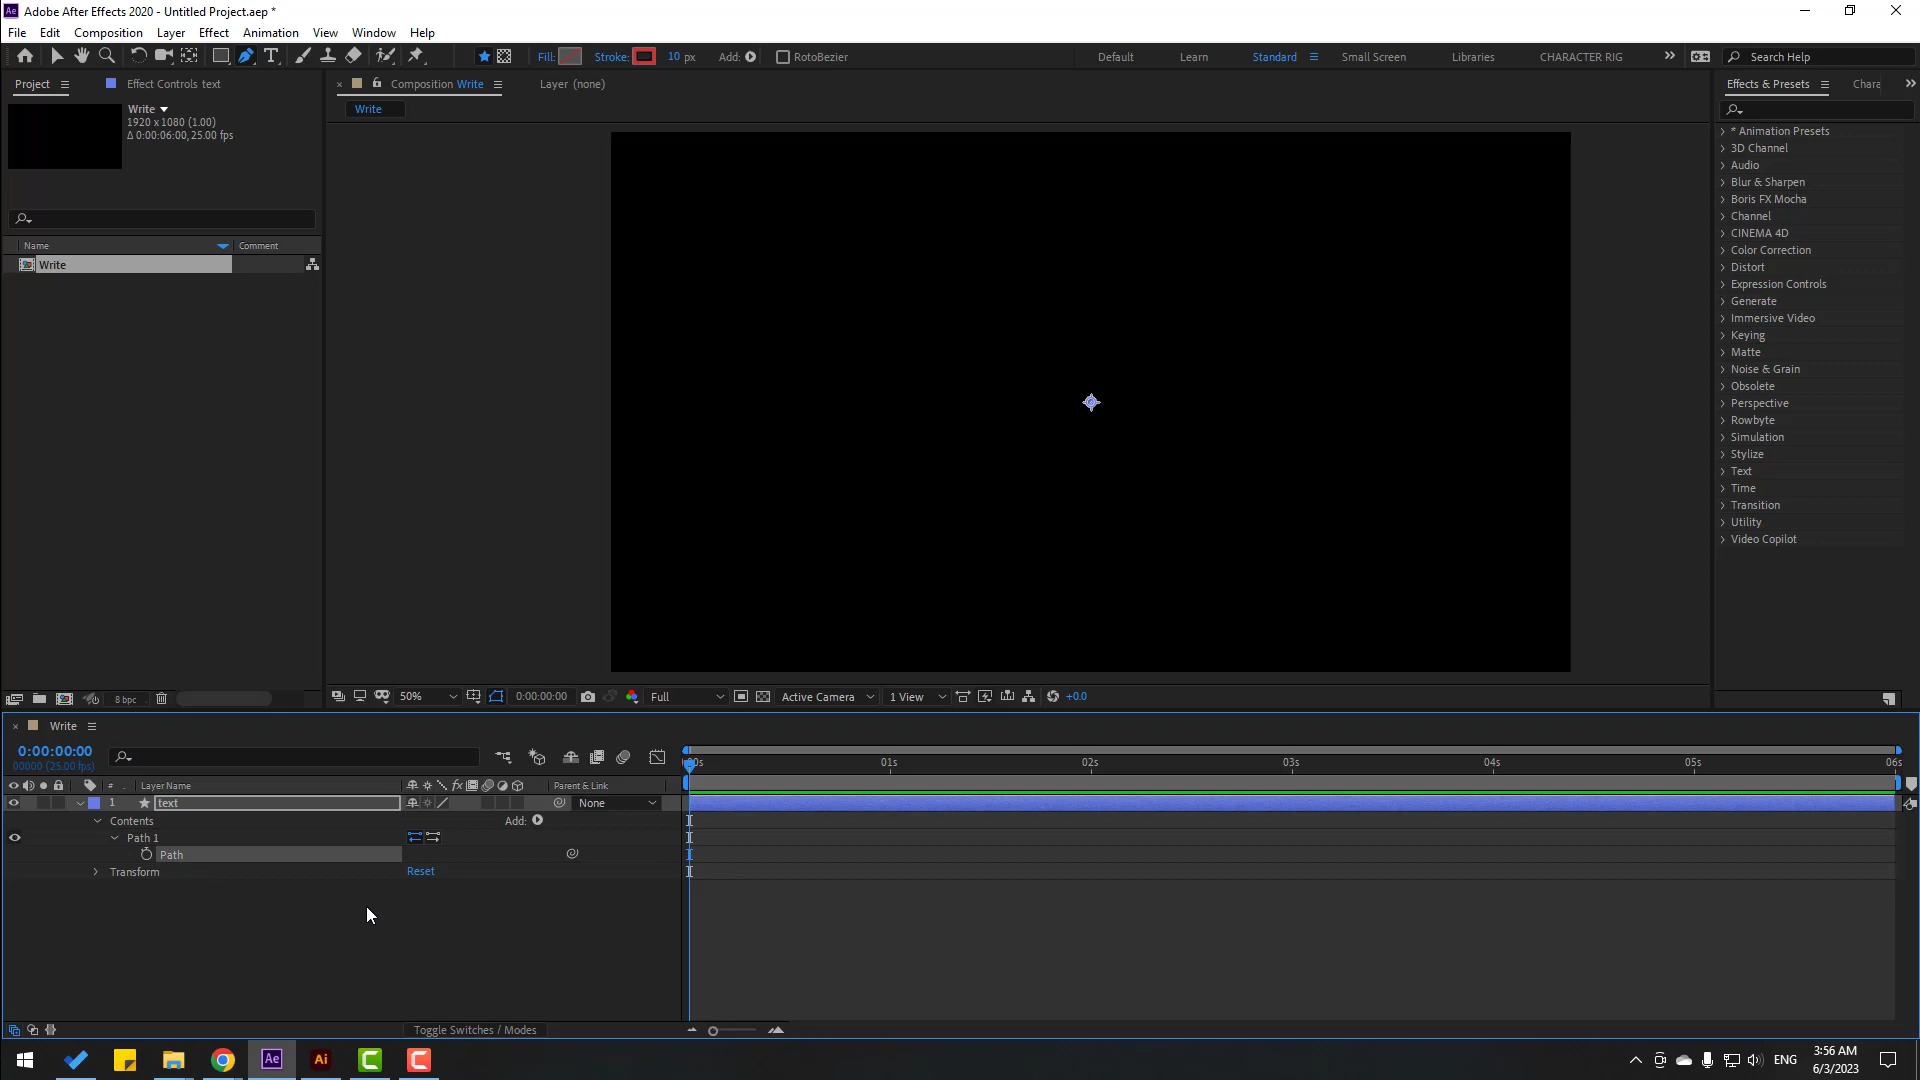 Adobe After Effects 2020 - Untitled Project.aep *
File Edit Composition Layer Effect Animation View Window Help
Fill: Stroke: 10 px Add: RotoBezier Default Learn Standard Small Screen Libraries CHARACTER RIG Search Help
Project Effect Controls text Composition Write Layer (none) Effects & Presets Chara
Write
1920 x 1080 (1.00)
Δ 0:00:06:00, 25.00 fps
Write
* Animation Presets
3D Channel
Audio
Blur & Sharpen
Boris FX Mocha
Channel
CINEMA 4D
Color Correction
Distort
Expression Controls
Generate
Immersive Video
Keying
Matte
Noise & Grain
Obsolete
Perspective
Rowbyte
Simulation
Stylize
Text
Time
Transition
Utility
Video Copilot
Name Comment
Write
8 bpc 50% 0:00:00:00 Full Active Camera 1 View +0.0
Write
0:00:00:00
00000 (25.00 fps)
00s 01s 02s 03s 04s 05s 06s
# Layer Name fx Parent & Link
1 text None
Contents Add:
Path 1
Path
Transform Reset
Toggle Switches / Modes
Ae Ai ENG 3:56 AM
6/3/2023